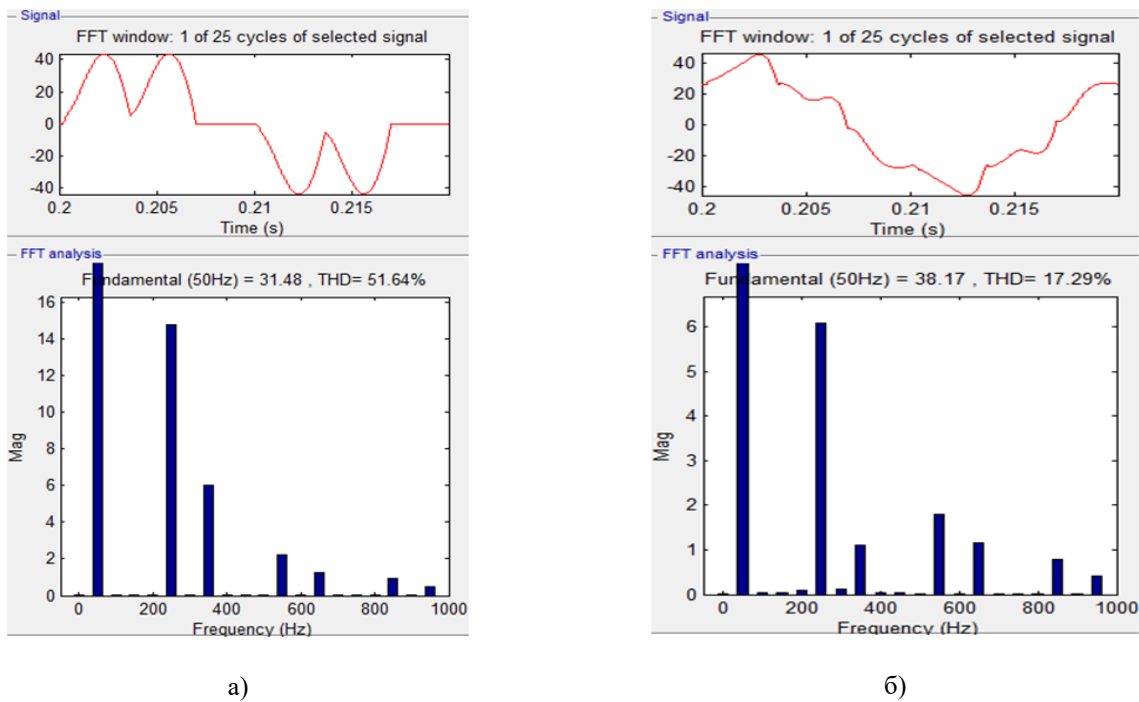 Signal
FFT window: 1 of 25 cycles of selected signal
40
20
0
-20
-40
0.2 0.205 0.21 0.215
Time (s)
FFT analysis
Fundamental (50Hz) = 31.48 , THD= 51.64%
16
14
12
10
8
6
4
2
0
Mag
0 200 400 600 800 1000
Frequency (Hz)
а)
Signal
FFT window: 1 of 25 cycles of selected signal
40
20
0
-20
-40
0.2 0.205 0.21 0.215
Time (s)
FFT analysis
Fundamental (50Hz) = 38.17 , THD= 17.29%
6
5
4
3
2
1
0
Mag
0 200 400 600 800 1000
Frequency (Hz)
б)